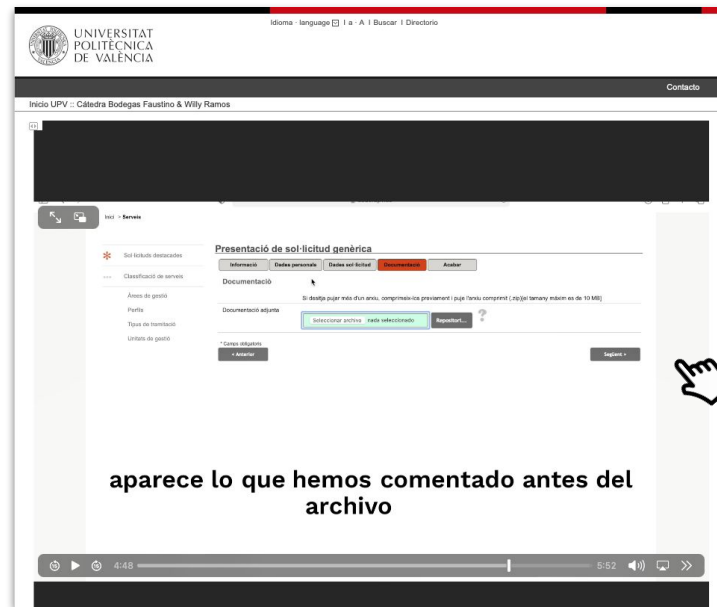 Idioma - language I a - A I Buscar I Directorio
UNIVERSITAT
POLITÈCNICA
DE VALÈNCIA
Contacto
Inicio UPV :: Cátedra Bodegas Faustino & Willy Ramos
Inici > Serveis
Presentació de sol·licitud genèrica
Sol·licituds destacades
Informació Dades personals Dades sol·licitud Documentació Acabar
Classificació de serveis
Documentació
Àrees de gestió
Si desitja pujar més d'un arxiu, comprimeix-los previament i puje l'arxiu comprimit (.zip)[el tamany màxim es de 10 MB]
Perfils
Documentació adjunta
Seleccionar archivo nada seleccionado Repositori... ?
Tipus de tramitació
Unitats de gestió
* Camps obligatoris
< Anterior Següent >
aparece lo que hemos comentado antes del
archivo
4:48 5:52